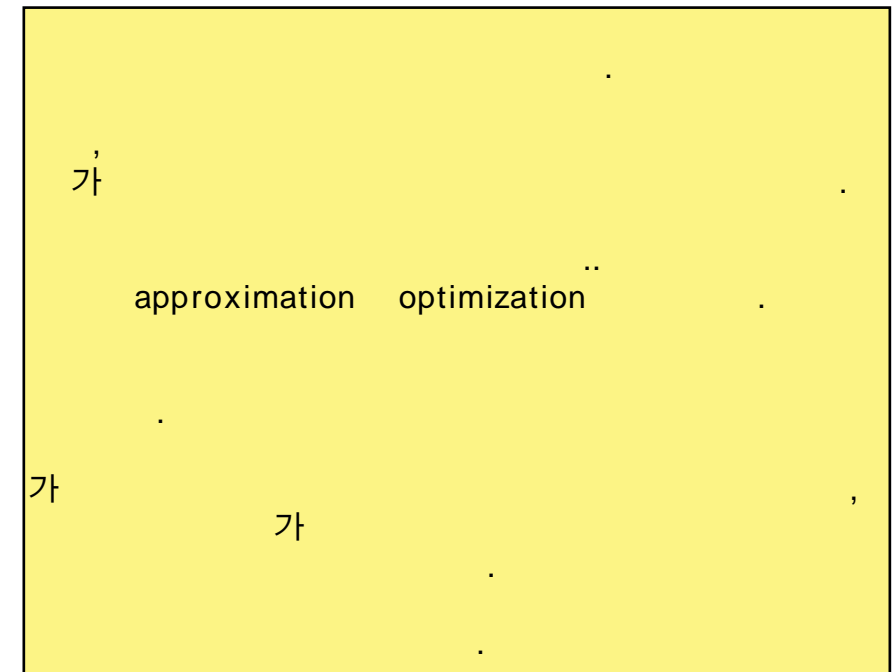 .
,
가 .
..
approximation optimization .
.
가 ,
가
.
.